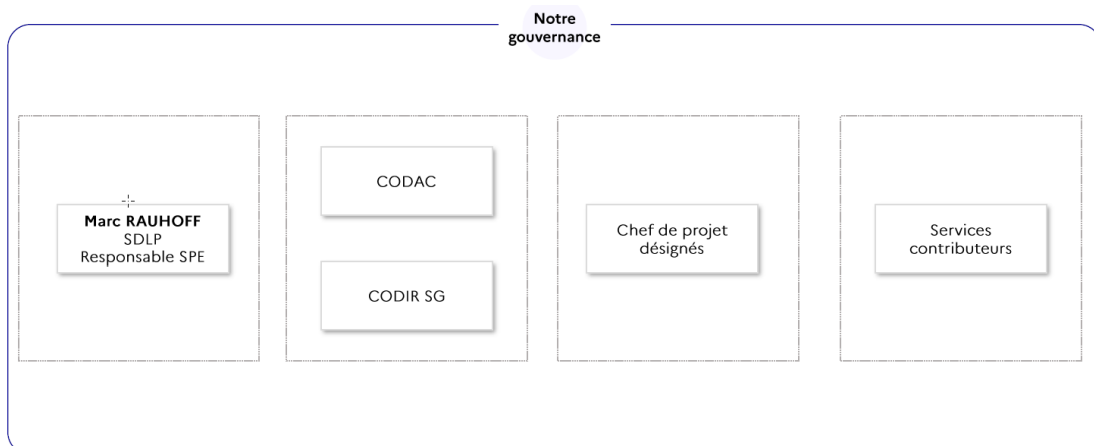 Notre
gouvernance
Marc RAUHOFF
SDLP
Responsable SPE
CODAC
CODIR SG
Chef de projet
désignés
Services
contributeurs